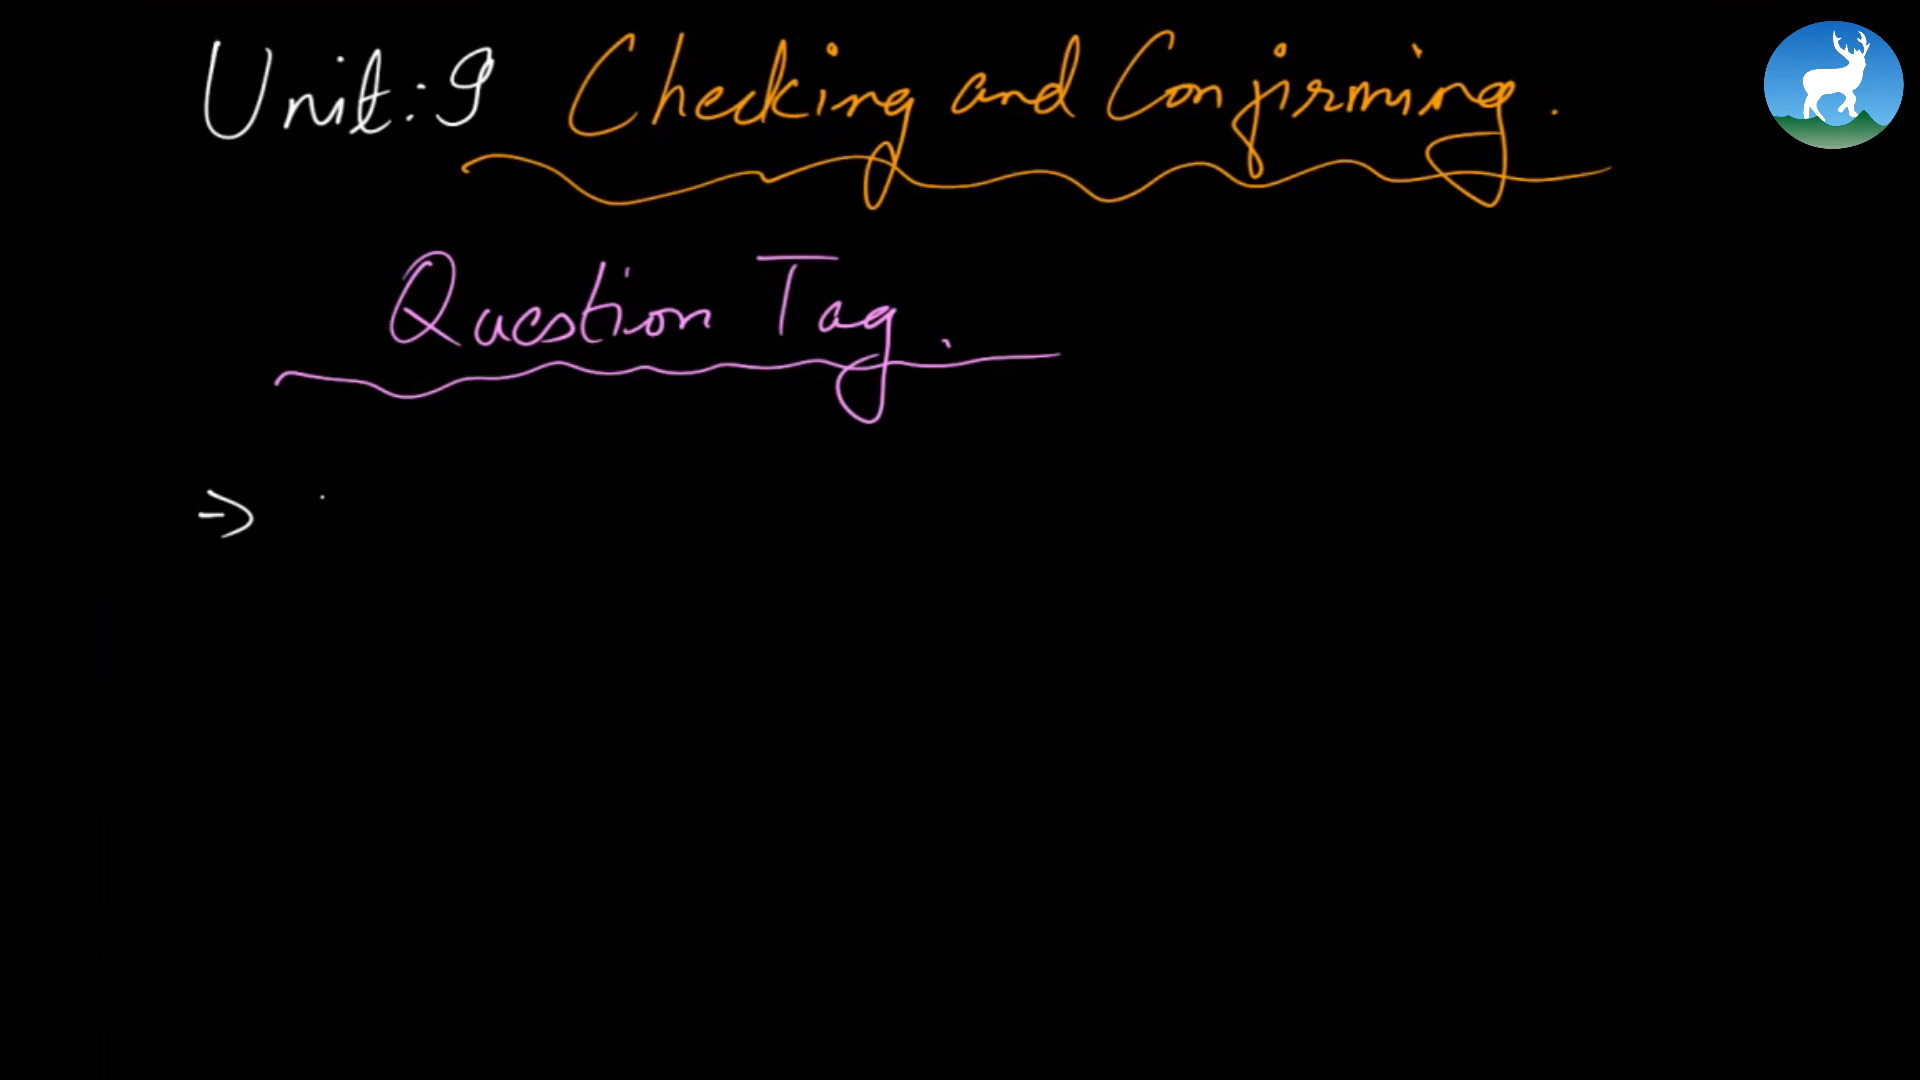 Unit:9 Checking and Confirming.
Question Tag.
=>